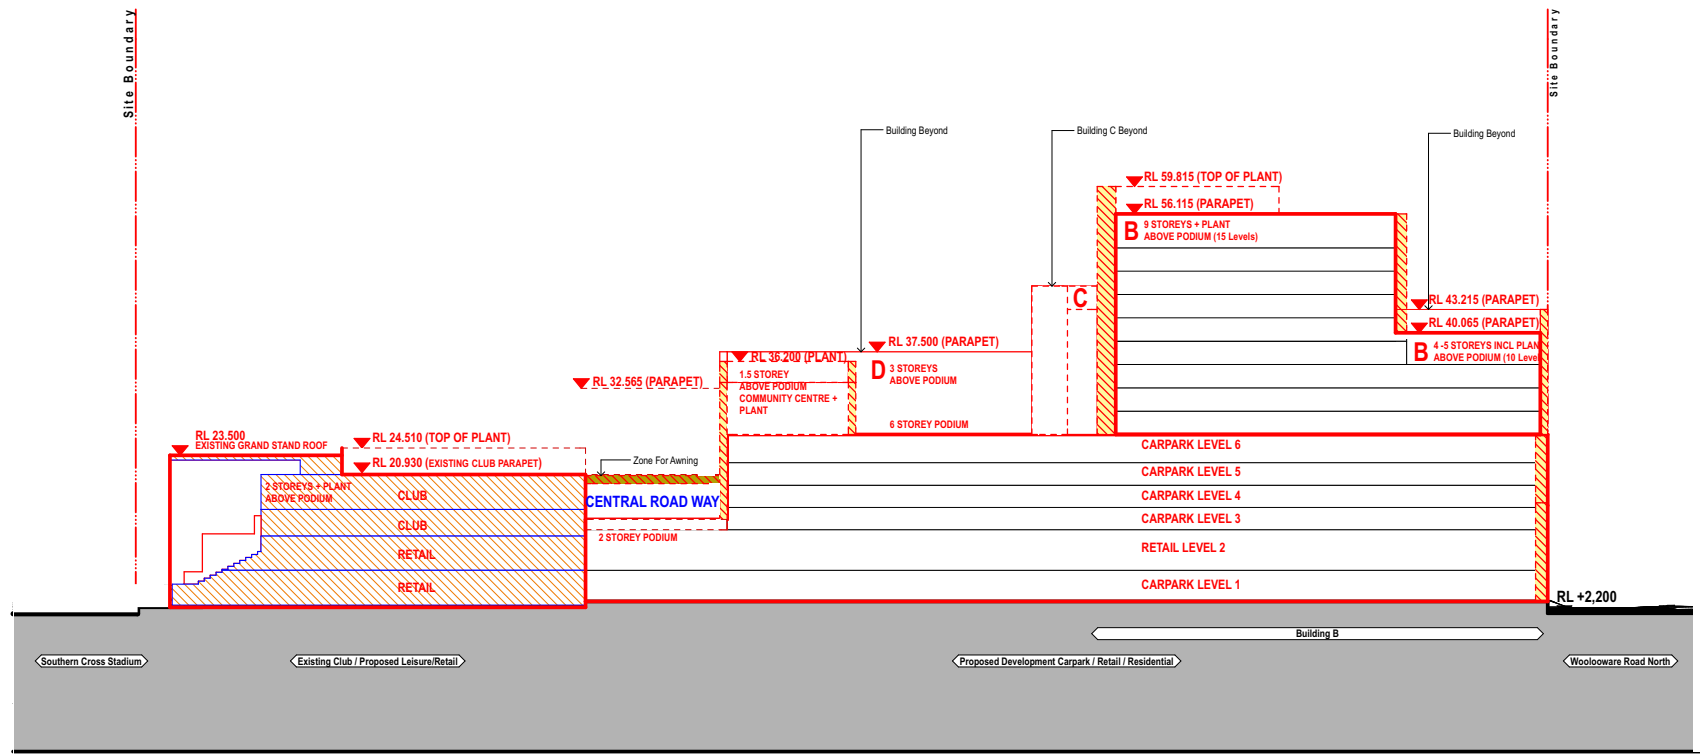 Site Boundary
Site Boundary
Building Beyond
Building C Beyond
Building Beyond
RL 59.815 (TOP OF PLANT)
RL 56.115 (PARAPET)
B
9 STOREYS + PLANT
ABOVE PODIUM (15 Levels)
C
RL 43.215 (PARAPET)
RL 40.065 (PARAPET)
B
4 -5 STOREYS INCL PLAN
ABOVE PODIUM (10 Level
RL 37.500 (PARAPET)
RL 36.200 (PLANT)
D
3 STOREYS
ABOVE PODIUM
1.5 STOREY
ABOVE PODIUM
COMMUNITY CENTRE +
PLANT
RL 32.565 (PARAPET)
6 STOREY PODIUM
RL 23.500
EXISTING GRAND STAND ROOF
RL 24.510 (TOP OF PLANT)
RL 20.930 (EXISTING CLUB PARAPET)
Zone For Awning
2 STOREYS + PLANT
ABOVE PODIUM
CLUB
CLUB
RETAIL
RETAIL
CENTRAL ROAD WAY
2 STOREY PODIUM
CARPARK LEVEL 6
CARPARK LEVEL 5
CARPARK LEVEL 4
CARPARK LEVEL 3
RETAIL LEVEL 2
CARPARK LEVEL 1
RL +2,200
Building B
Southern Cross Stadium
Existing Club / Proposed Leisure/Retail
Proposed Development Carpark / Retail / Residential
Woolooware Road North